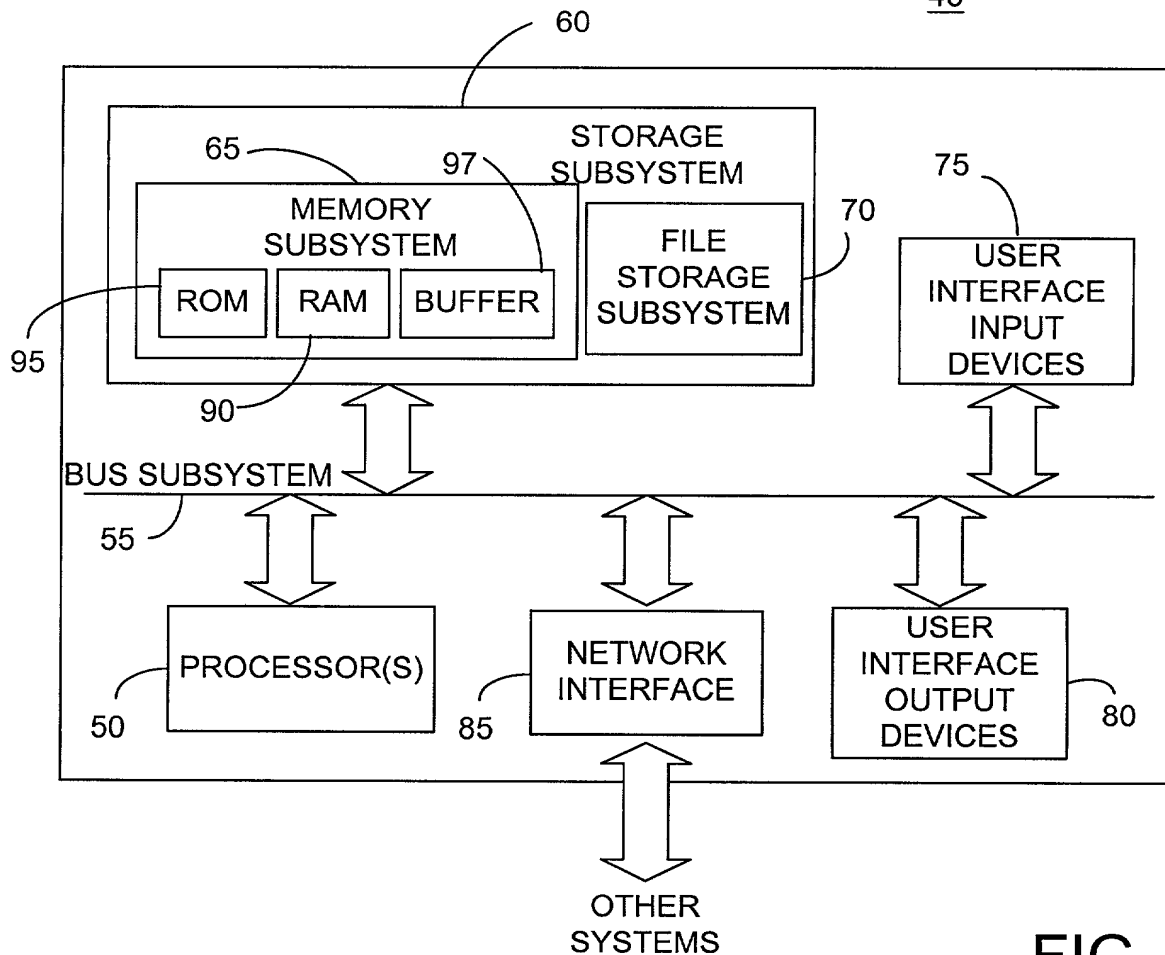 60
STORAGE
SUBSYSTEM
65
97
75
MEMORY
SUBSYSTEM
70
FILE
STORAGE
SUBSYSTEM
USER
INTERFACE
INPUT
DEVICES
ROM
RAM
BUFFER
95
90
BUS SUBSYSTEM
55
PROCESSOR(S)
NETWORK
INTERFACE
USER
INTERFACE
OUTPUT
DEVICES
50
85
80
OTHER
SYSTEMS